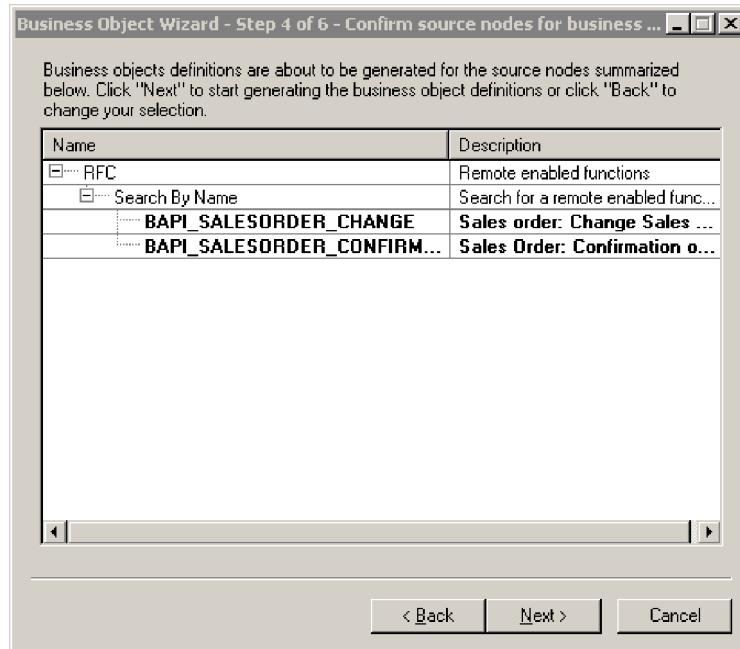 Business Object Wizard - Step 4 of 6 - Confirm source nodes for business ...
Business objects definitions are about to be generated for the source nodes summarized
below. Click "Next" to start generating the business object definitions or click "Back" to
change your selection.
Name Description
RFC Remote enabled functions
Search By Name Search for a remote enabled func...
BAPI_SALESORDER_CHANGE Sales order: Change Sales ...
BAPI_SALESORDER_CONFIRM... Sales Order: Confirmation o...
< Back Next > Cancel